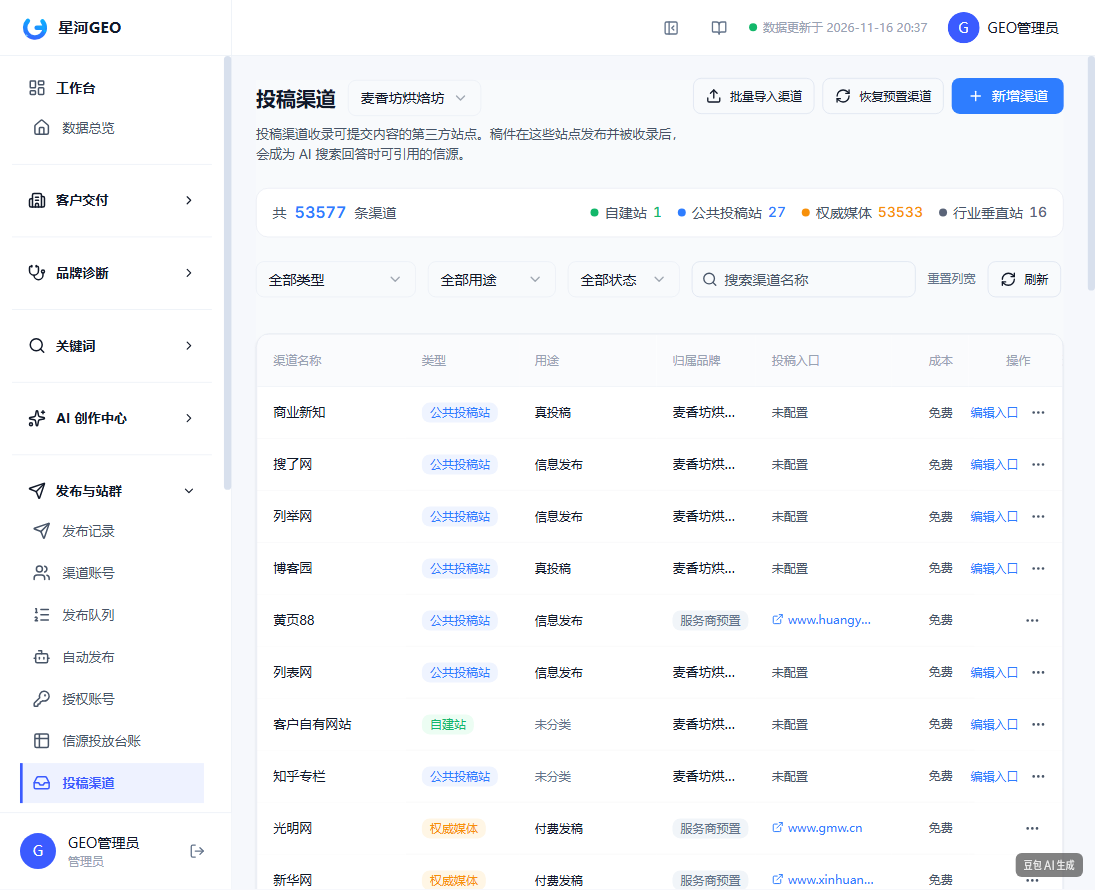 星河GEO
数据更新于 2026-11-16 20:37
G
GEO管理员
工作台
数据总览
客户交付
品牌诊断
关键词
AI 创作中心
发布与站群
发布记录
渠道账号
发布队列
自动发布
授权账号
信源投放台账
投稿渠道
G
GEO管理员
管理员
投稿渠道 麦香坊烘焙坊 批量导入渠道 恢复预置渠道 新增渠道
投稿渠道收录可提交内容的第三方站点。稿件在这些站点发布并被收录后，
会成为 AI 搜索回答时可引用的信源。
共 53577 条渠道 自建站 1 公共投稿站 27 权威媒体 53533 行业垂直站 16
全部类型 全部用途 全部状态 搜索渠道名称 重置列宽 刷新
渠道名称 类型 用途 归属品牌 投稿入口 成本 操作
商业新知 公共投稿站 真投稿 麦香坊烘... 未配置 免费 编辑入口 ...
搜了网 公共投稿站 信息发布 麦香坊烘... 未配置 免费 编辑入口 ...
列举网 公共投稿站 信息发布 麦香坊烘... 未配置 免费 编辑入口 ...
博客园 公共投稿站 真投稿 麦香坊烘... 未配置 免费 编辑入口 ...
黄页88 公共投稿站 信息发布 服务商预置 www.huangy... 免费 ...
列表网 公共投稿站 信息发布 麦香坊烘... 未配置 免费 编辑入口 ...
客户自有网站 自建站 未分类 麦香坊烘... 未配置 免费 编辑入口 ...
知乎专栏 公共投稿站 未分类 麦香坊烘... 未配置 免费 编辑入口 ...
光明网 权威媒体 付费发稿 服务商预置 www.gmw.cn 免费 ...
新华网 权威媒体 付费发稿 服务商预置 www.xinhuan... 免费 ...
豆包 AI 生成